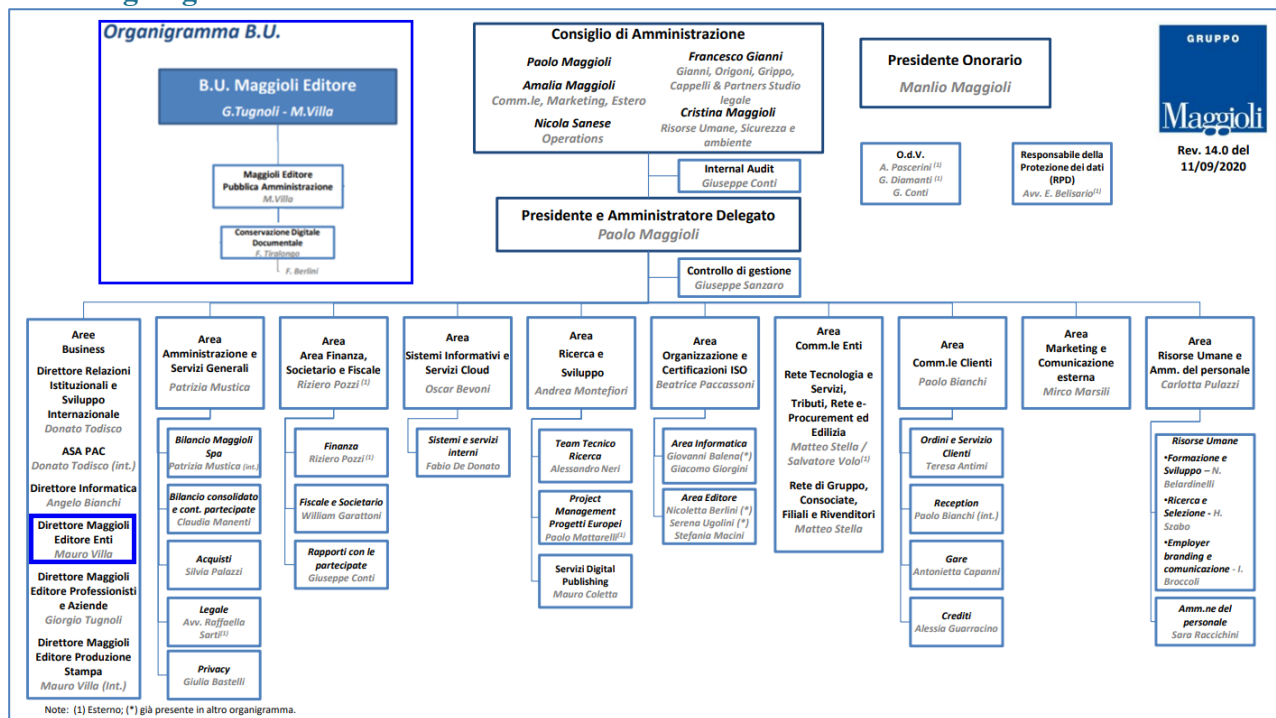 Organigramma B.U.
B.U. Maggioli Editore
G.Tugnoli - M.Villa
Maggioli Editore
Pubblica Amministrazione
M.Villa
Conservazione Digitale
Documentale
F. Tiralongo
F. Berlini
Consiglio di Amministrazione
Paolo Maggioli
Amalia Maggioli
Comm.le, Marketing, Estero
Nicola Sanese
Operations
Francesco Gianni
Gianni, Origoni, Grippo,
Cappelli & Partners Studio
legale
Cristina Maggioli
Risorse Umane, Sicurezza e
ambiente
Presidente Onorario
Manlio Maggioli
GRUPPO
Maggioli
Rev. 14.0 del
11/09/2020
O.d.V.
A. Pascerini (1)
G. Diamanti (1)
G. Conti
Responsabile della
Protezione dei dati
(RPD)
Avv. E. Belisario(1)
Internal Audit
Giuseppe Conti
Presidente e Amministratore Delegato
Paolo Maggioli
Controllo di gestione
Giuseppe Sanzaro
Aree
Business
Direttore Relazioni
Istituzionali e
Sviluppo
Internazionale
Donato Todisco
ASA PAC
Donato Todisco (int.)
Direttore Informatica
Angelo Bianchi
Direttore Maggioli
Editore Enti
Mauro Villa
Direttore Maggioli
Editore Professionisti
e Aziende
Giorgio Tugnoli
Direttore Maggioli
Editore Produzione
Stampa
Mauro Villa (Int.)
Area
Amministrazione e
Servizi Generali
Patrizia Mustica
Bilancio Maggioli
Spa
Patrizia Mustica (int.)
Bilancio consolidato
e cont. partecipate
Claudia Manenti
Acquisti
Silvia Palazzi
Legale
Avv. Raffaella
Sarti(1)
Privacy
Giulia Bastelli
Area
Area Finanza,
Societario e Fiscale
Riziero Pozzi (1)
Finanza
Riziero Pozzi (1)
Fiscale e Societario
William Garattoni
Rapporti con le
partecipate
Giuseppe Conti
Area
Sistemi Informativi e
Servizi Cloud
Oscar Bevoni
Sistemi e servizi
interni
Fabio De Donato
Area
Ricerca e
Sviluppo
Andrea Montefiori
Team Tecnico
Ricerca
Alessandro Neri
Project
Management
Progetti Europei
Paolo Mattarelli(1)
Servizi Digital
Publishing
Mauro Coletta
Area
Organizzazione e
Certificazioni ISO
Beatrice Paccassoni
Area Informatica
Giovanni Balena(*)
Giacomo Giorgini
Area Editore
Nicoletta Berlini (*)
Serena Ugolini (*)
Stefania Macini
Area
Comm.le Enti
Rete Tecnologia e
Servizi,
Tributi, Rete e-
Procurement ed
Edilizia
Matteo Stella /
Salvatore Volo(1)
Rete di Gruppo,
Consociate,
Filiali e Rivenditori
Matteo Stella
Area
Comm.le Clienti
Paolo Bianchi
Ordini e Servizio
Clienti
Teresa Antimi
Reception
Paolo Bianchi (int.)
Gare
Antonietta Capanni
Crediti
Alessia Guarracino
Area
Marketing e
Comunicazione
esterna
Mirco Marsili
Area
Risorse Umane e
Amm. del personale
Carlotta Pulazzi
Risorse Umane
•Formazione e
Sviluppo – N.
Belardinelli
•Ricerca e
Selezione - H.
Szabo
•Employer
branding e
comunicazione - I.
Broccoli
Amm.ne del
personale
Sara Raccichini
Note: (1) Esterno; (*) già presente in altro organigramma.